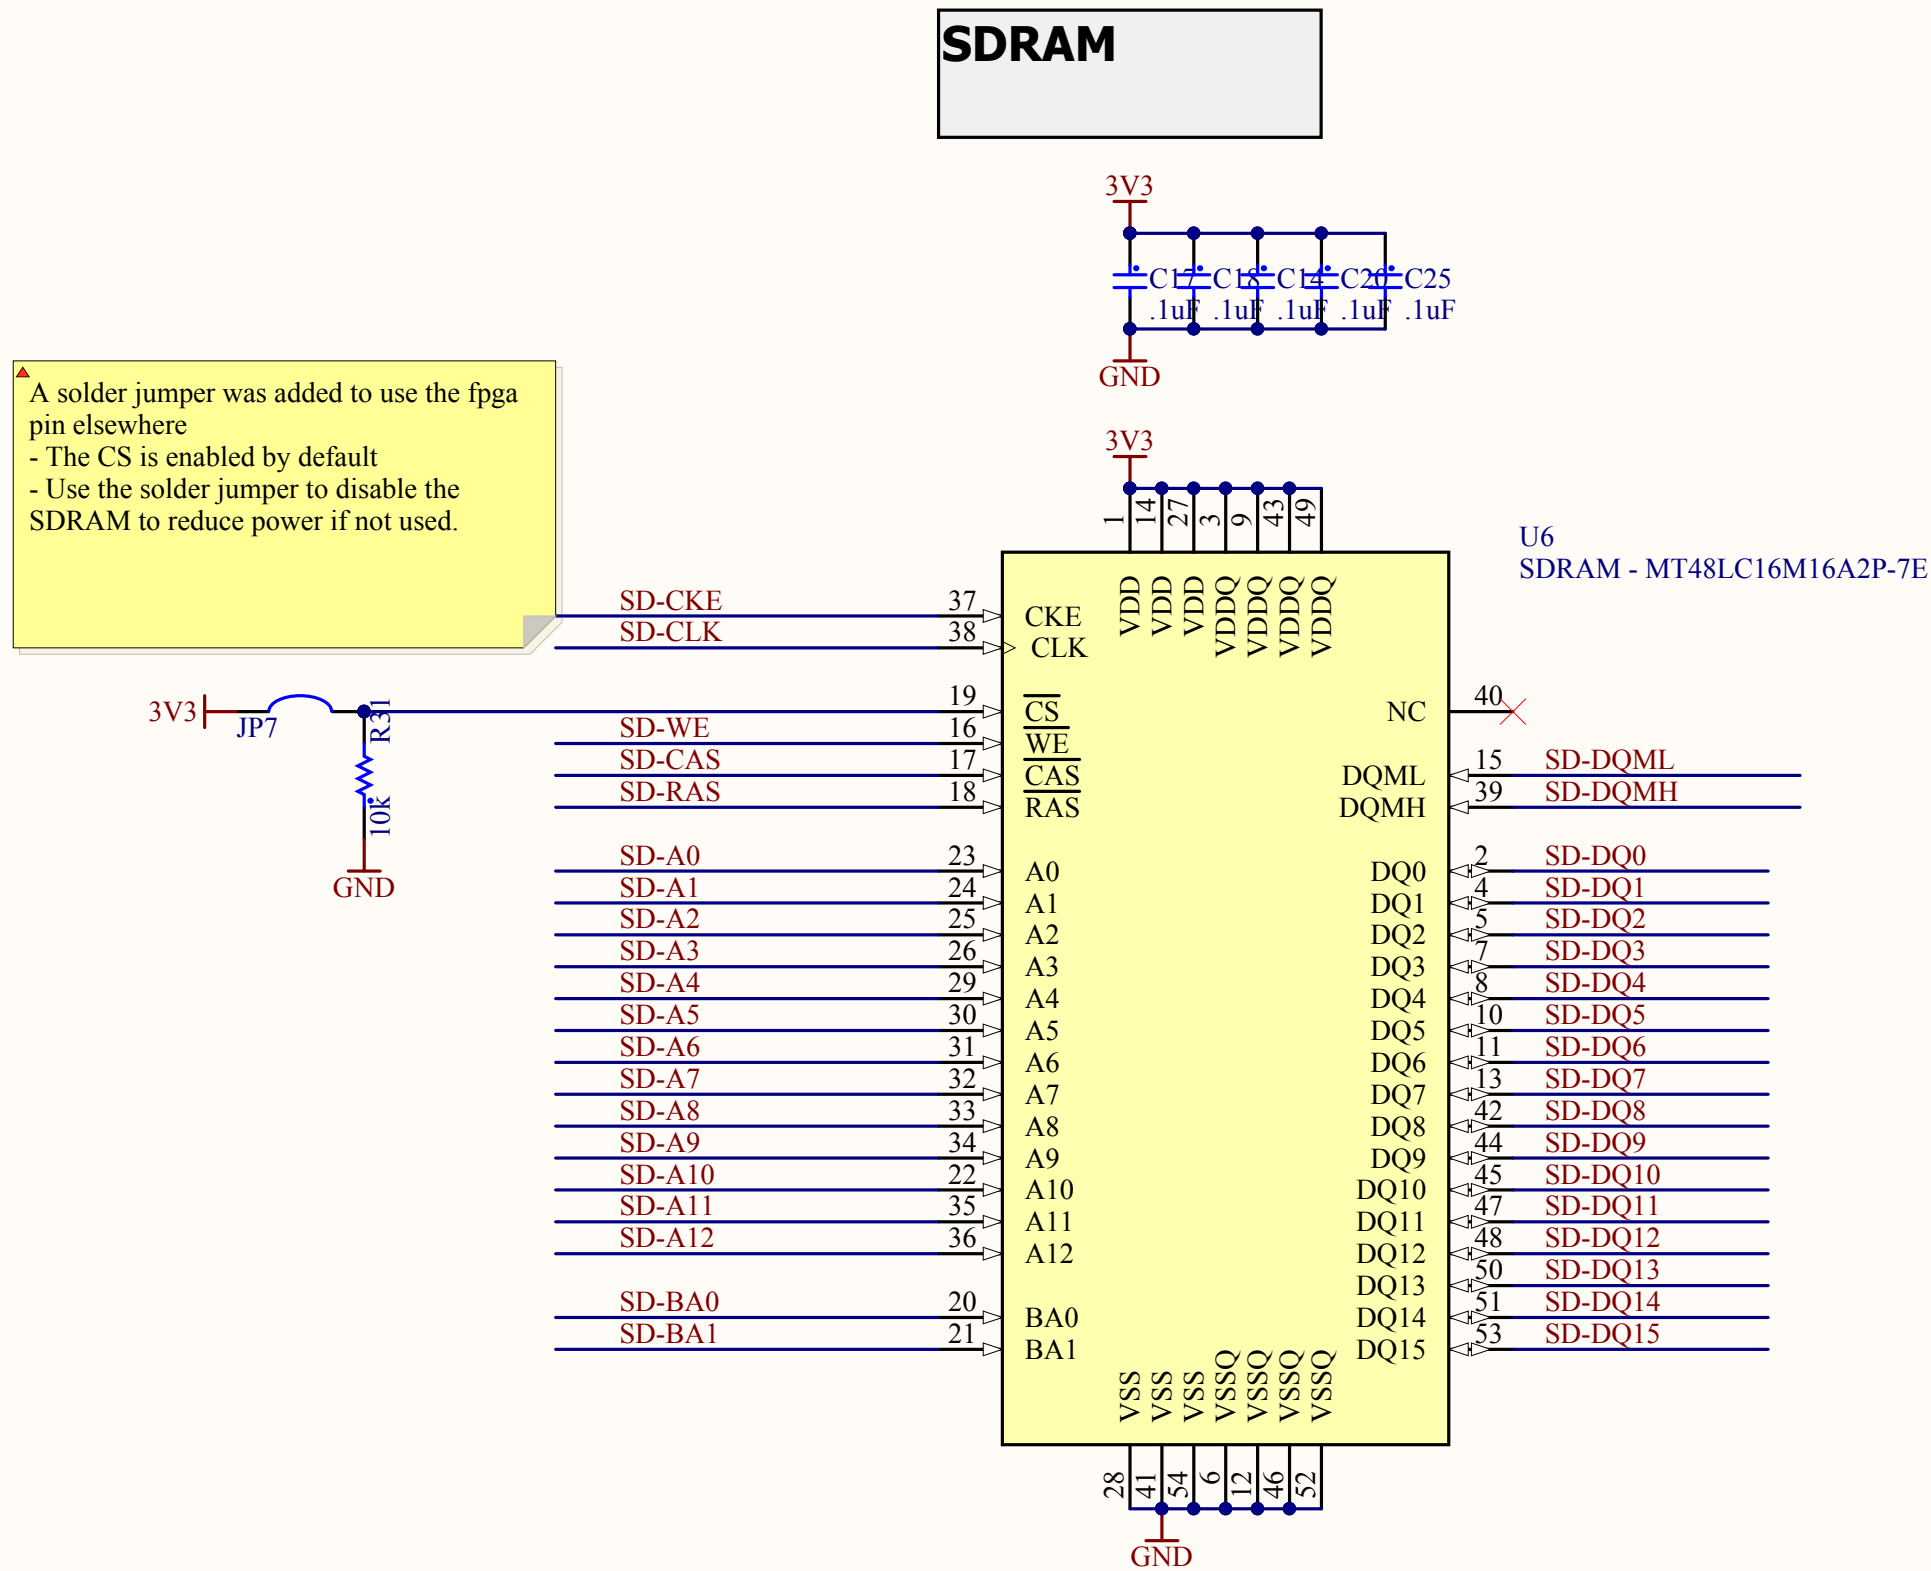 SDRAM
3V3
C17 C18 C14 C20 C25
.1uF .1uF .1uF .1uF .1uF
GND
A solder jumper was added to use the fpga
pin elsewhere
- The CS is enabled by default
- Use the solder jumper to disable the
SDRAM to reduce power if not used.
3V3
1 14 27 3 9 43 49
VDD VDD VDD VDDQ VDDQ VDDQ VDDQ
U6
SDRAM - MT48LC16M16A2P-7E
SD-CKE 37 CKE
SD-CLK 38 CLK
3V3 JP7 R31 19 CS NC 40
10k
GND
SD-WE 16 WE
SD-CAS 17 CAS DQML 15 SD-DQML
SD-RAS 18 RAS DQMH 39 SD-DQMH
SD-A0 23 A0 DQ0 2 SD-DQ0
SD-A1 24 A1 DQ1 4 SD-DQ1
SD-A2 25 A2 DQ2 5 SD-DQ2
SD-A3 26 A3 DQ3 7 SD-DQ3
SD-A4 29 A4 DQ4 8 SD-DQ4
SD-A5 30 A5 DQ5 10 SD-DQ5
SD-A6 31 A6 DQ6 11 SD-DQ6
SD-A7 32 A7 DQ7 13 SD-DQ7
SD-A8 33 A8 DQ8 42 SD-DQ8
SD-A9 34 A9 DQ9 44 SD-DQ9
SD-A10 22 A10 DQ10 45 SD-DQ10
SD-A11 35 A11 DQ11 47 SD-DQ11
SD-A12 36 A12 DQ12 48 SD-DQ12
DQ13 50 SD-DQ13
SD-BA0 20 BA0 DQ14 51 SD-DQ14
SD-BA1 21 BA1 DQ15 53 SD-DQ15
VSS VSS VSS VSSQ VSSQ VSSQ VSSQ
28 41 54 6 12 46 52
GND